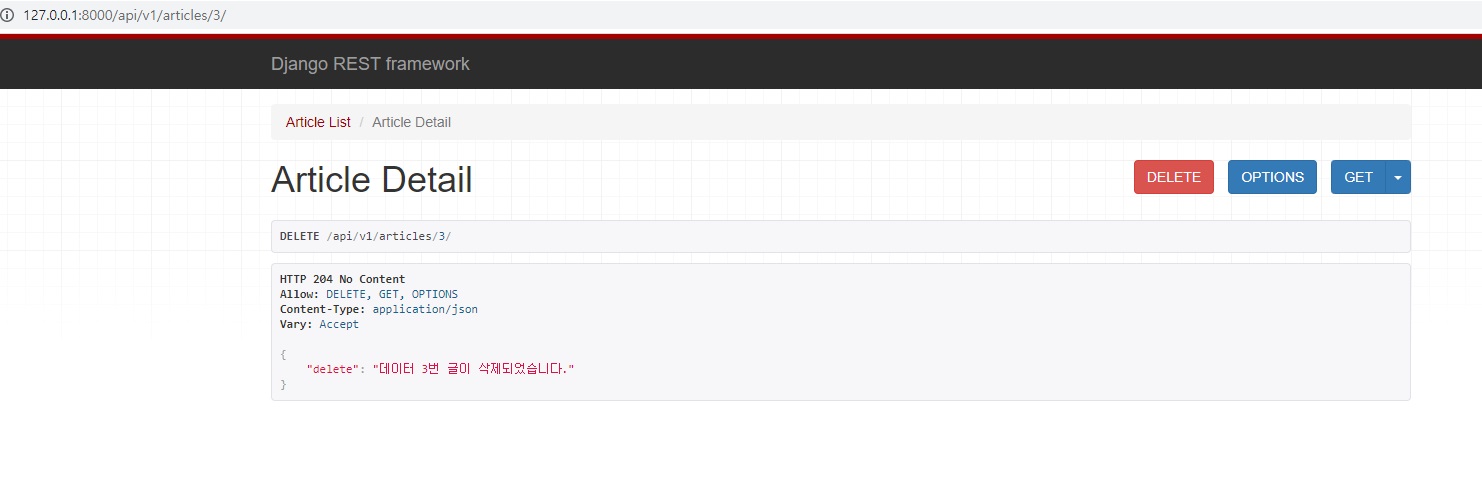 127.0.0.1:8000/api/v1/articles/3/
Django REST framework
Article List / Article Detail
Article Detail
DELETE OPTIONS GET
DELETE /api/v1/articles/3/
HTTP 204 No Content
Allow: DELETE, GET, OPTIONS
Content-Type: application/json
Vary: Accept
{
"delete": "데이터 3번 글이 삭제되었습니다."
}